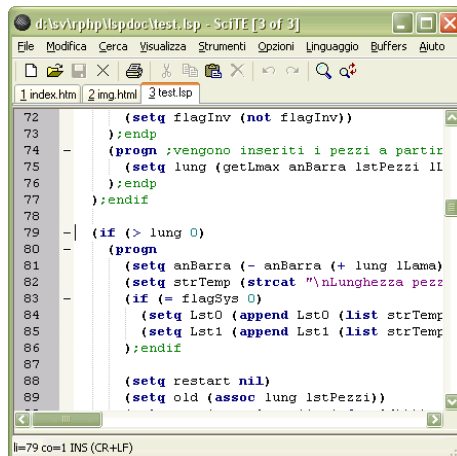 d:\sv\rphp\lspdoc\test.lsp - SciTE [3 of 3]
File Modifica Cerca Visualizza Strumenti Opzioni Linguaggio Buffers Aiuto
1 index.htm 2 img.html 3 test.lsp
72 (setq flagInv (not flagInv))
73 );endp
74 (progn ;vengono inseriti i pezzi a partir
75 (setq lung (getLmax anBarra lstPezzi lL
76 );endp
77 );endif
78
79 (if (> lung 0)
80 (progn
81 (setq anBarra (- anBarra (+ lung lLama)
82 (setq strTemp (strcat "\nLunghezza pezz
83 (if (= flagSys 0)
84 (setq Lst0 (append Lst0 (list strTemp
85 (setq Lst1 (append Lst1 (list strTemp
86 );endif
87
88 (setq restart nil)
89 (setq old (assoc lung lstPezzi))
li=79 co=1 INS (CR+LF)